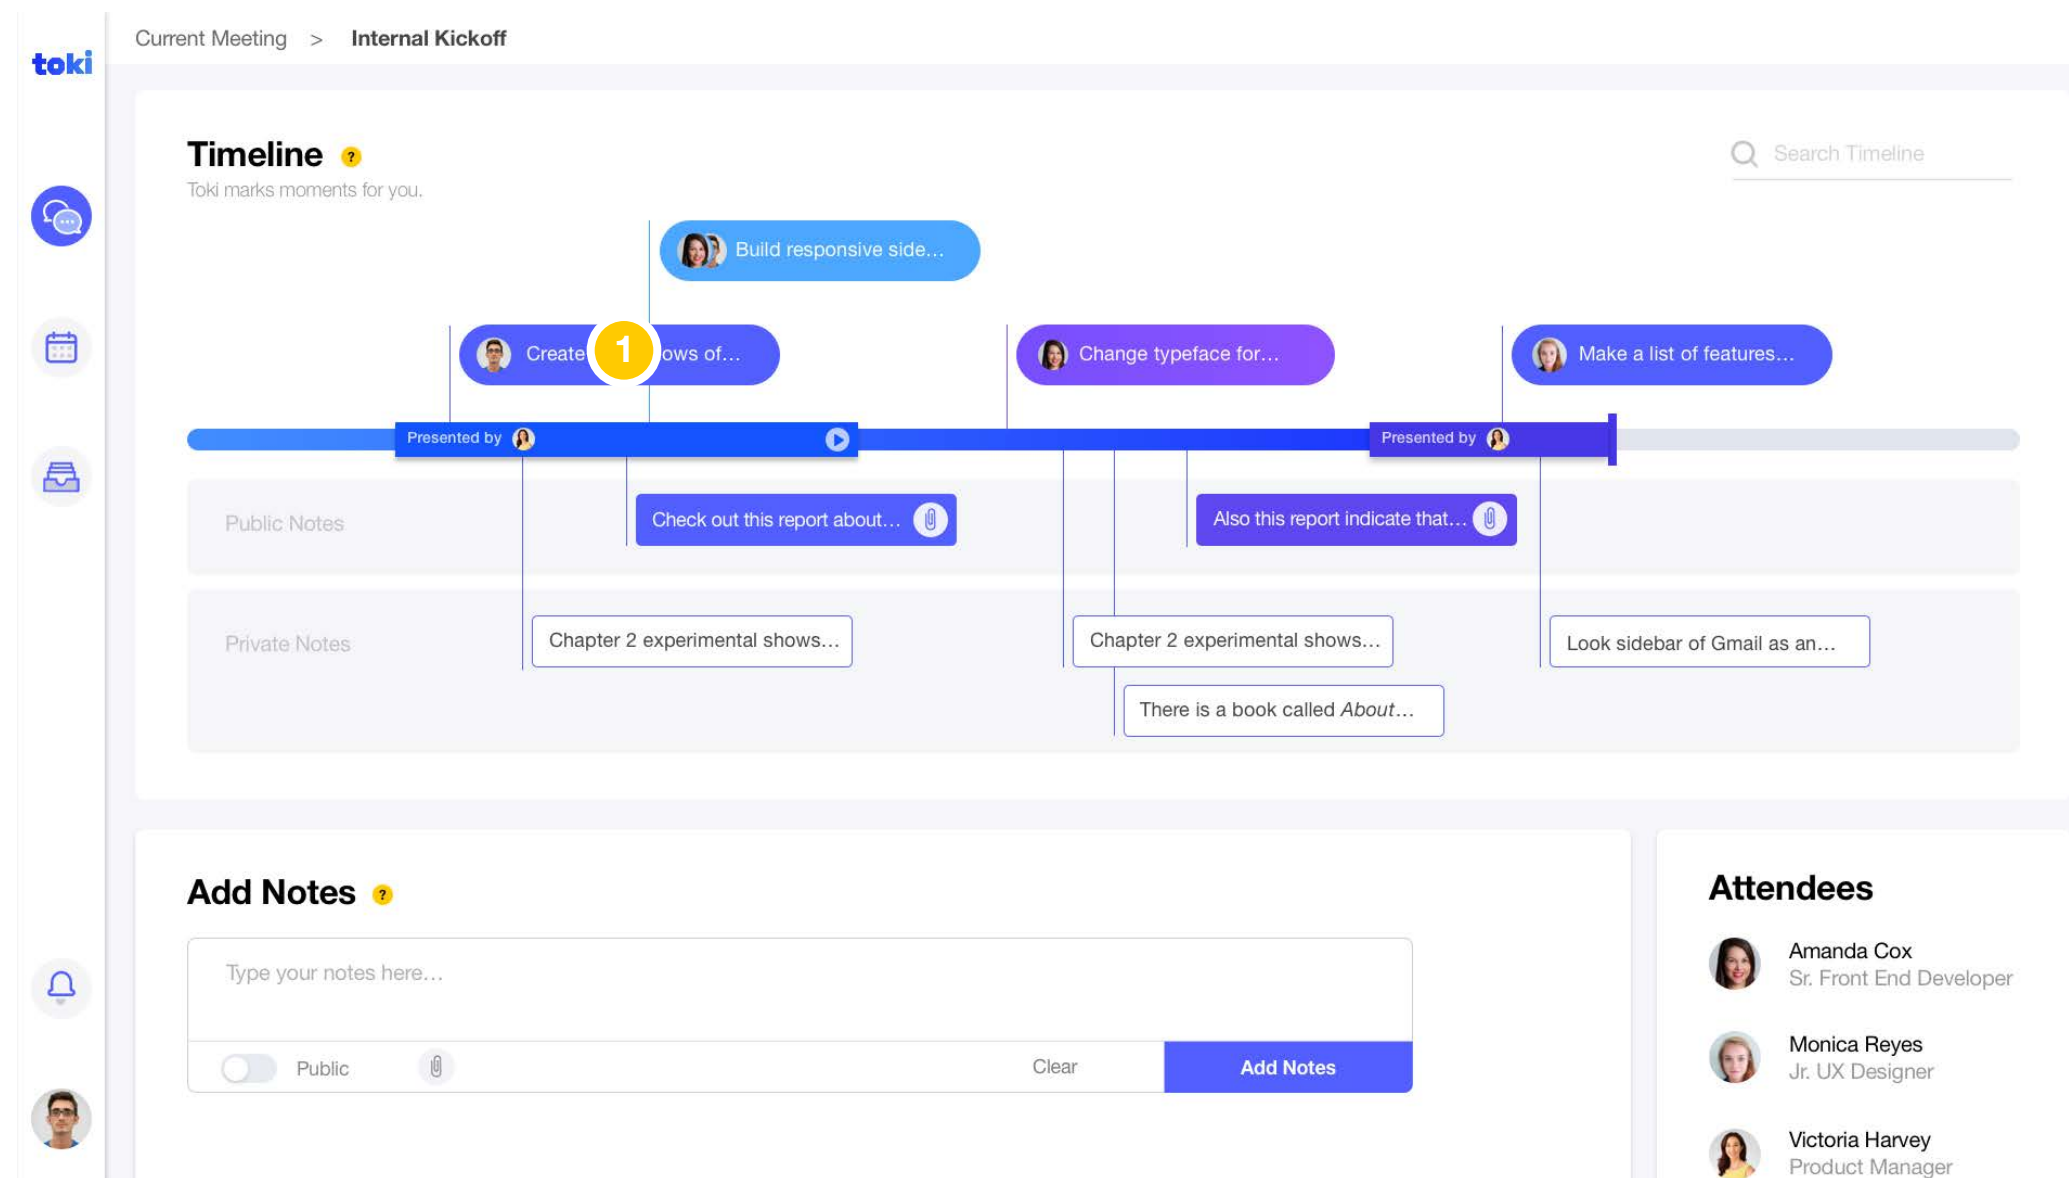 toki
Current Meeting > Internal Kickoff
Timeline ?
Toki marks moments for you.
Search Timeline
Build responsive side...
Create 1 ows of...
Change typeface for...
Make a list of features...
Presented by
Presented by
Public Notes
Check out this report about...
Also this report indicate that...
Private Notes
Chapter 2 experimental shows...
Chapter 2 experimental shows...
Look sidebar of Gmail as an...
There is a book called About...
Add Notes ?
Type your notes here...
Public
Clear
Add Notes
Attendees
Amanda Cox
Sr. Front End Developer
Monica Reyes
Jr. UX Designer
Victoria Harvey
Product Manager